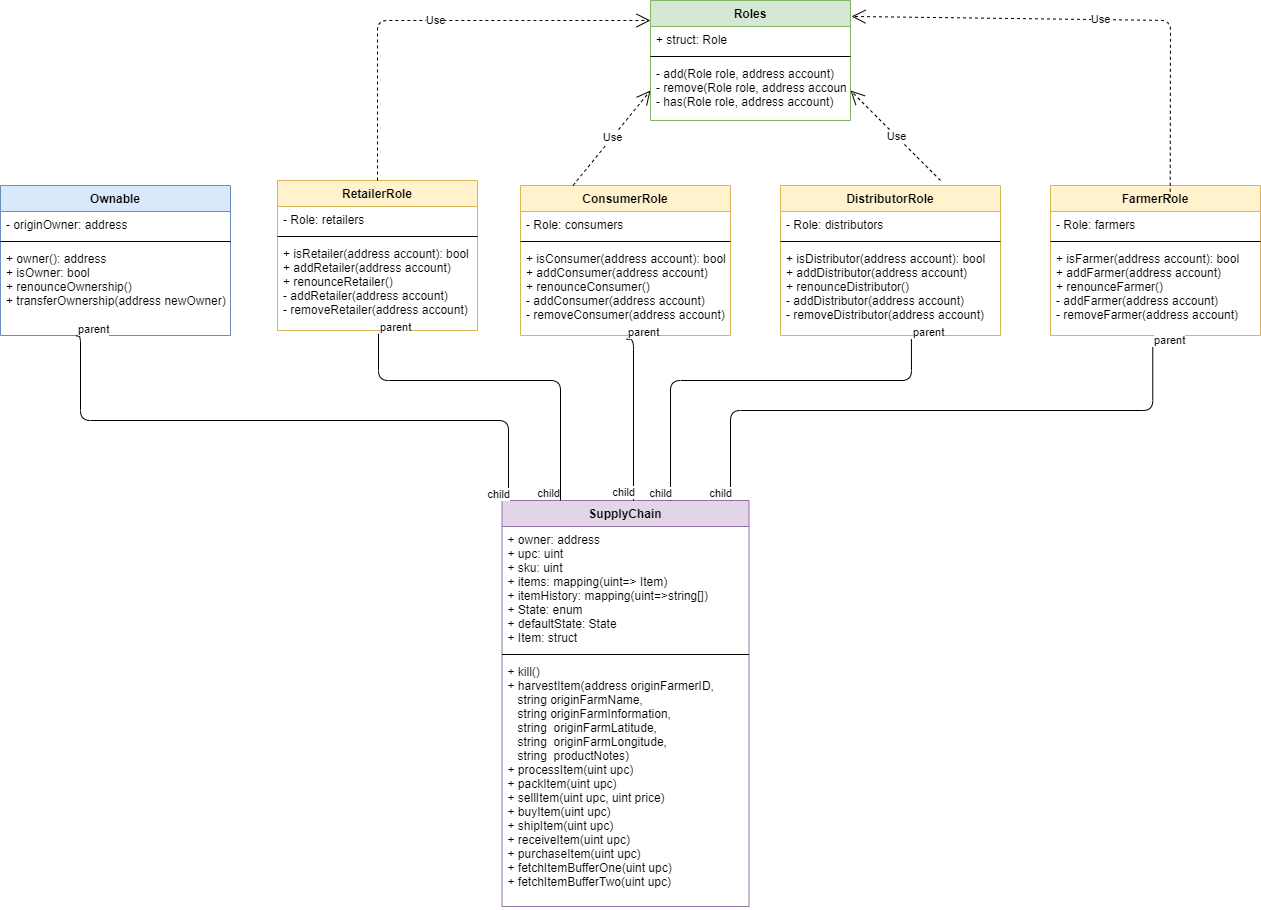 Use
Roles
Use
+ struct: Role
- add(Role role, address account)
- remove(Role role, address accoun
- has(Role role, address account)
Use
Use
Ownable
- originOwner: address
+ owner(): address
+ isOwner: bool
+ renounceOwnership()
+ transferOwnership(address newOwner)
parent
RetailerRole
- Role: retailers
+ isRetailer(address account): bool
+ addRetailer(address account)
+ renounceRetailer()
- addRetailer(address account)
- removeRetailer(address account)
parent
ConsumerRole
- Role: consumers
+ isConsumer(address account): bool
+ addConsumer(address account)
+ renounceConsumer()
- addConsumer(address account)
- removeConsumer(address account)
parent
DistributorRole
- Role: distributors
+ isDistributor(address account): bool
+ addDistributor(address account)
+ renounceDistributor()
- addDistributor(address account)
- removeDistributor(address account)
parent
FarmerRole
- Role: farmers
+ isFarmer(address account): bool
+ addFarmer(address account)
+ renounceFarmer()
- addFarmer(address account)
- removeFarmer(address account)
parent
child
child
child
child
child
SupplyChain
+ owner: address
+ upc: uint
+ sku: uint
+ items: mapping(uint=> Item)
+ itemHistory: mapping(uint=>string[])
+ State: enum
+ defaultState: State
+ Item: struct
+ kill()
+ harvestItem(address originFarmerID,
string originFarmName,
string originFarmInformation,
string  originFarmLatitude,
string  originFarmLongitude,
string  productNotes)
+ processItem(uint upc)
+ packItem(uint upc)
+ sellItem(uint upc, uint price)
+ buyItem(uint upc)
+ shipItem(uint upc)
+ receiveItem(uint upc)
+ purchaseItem(uint upc)
+ fetchItemBufferOne(uint upc)
+ fetchItemBufferTwo(uint upc)